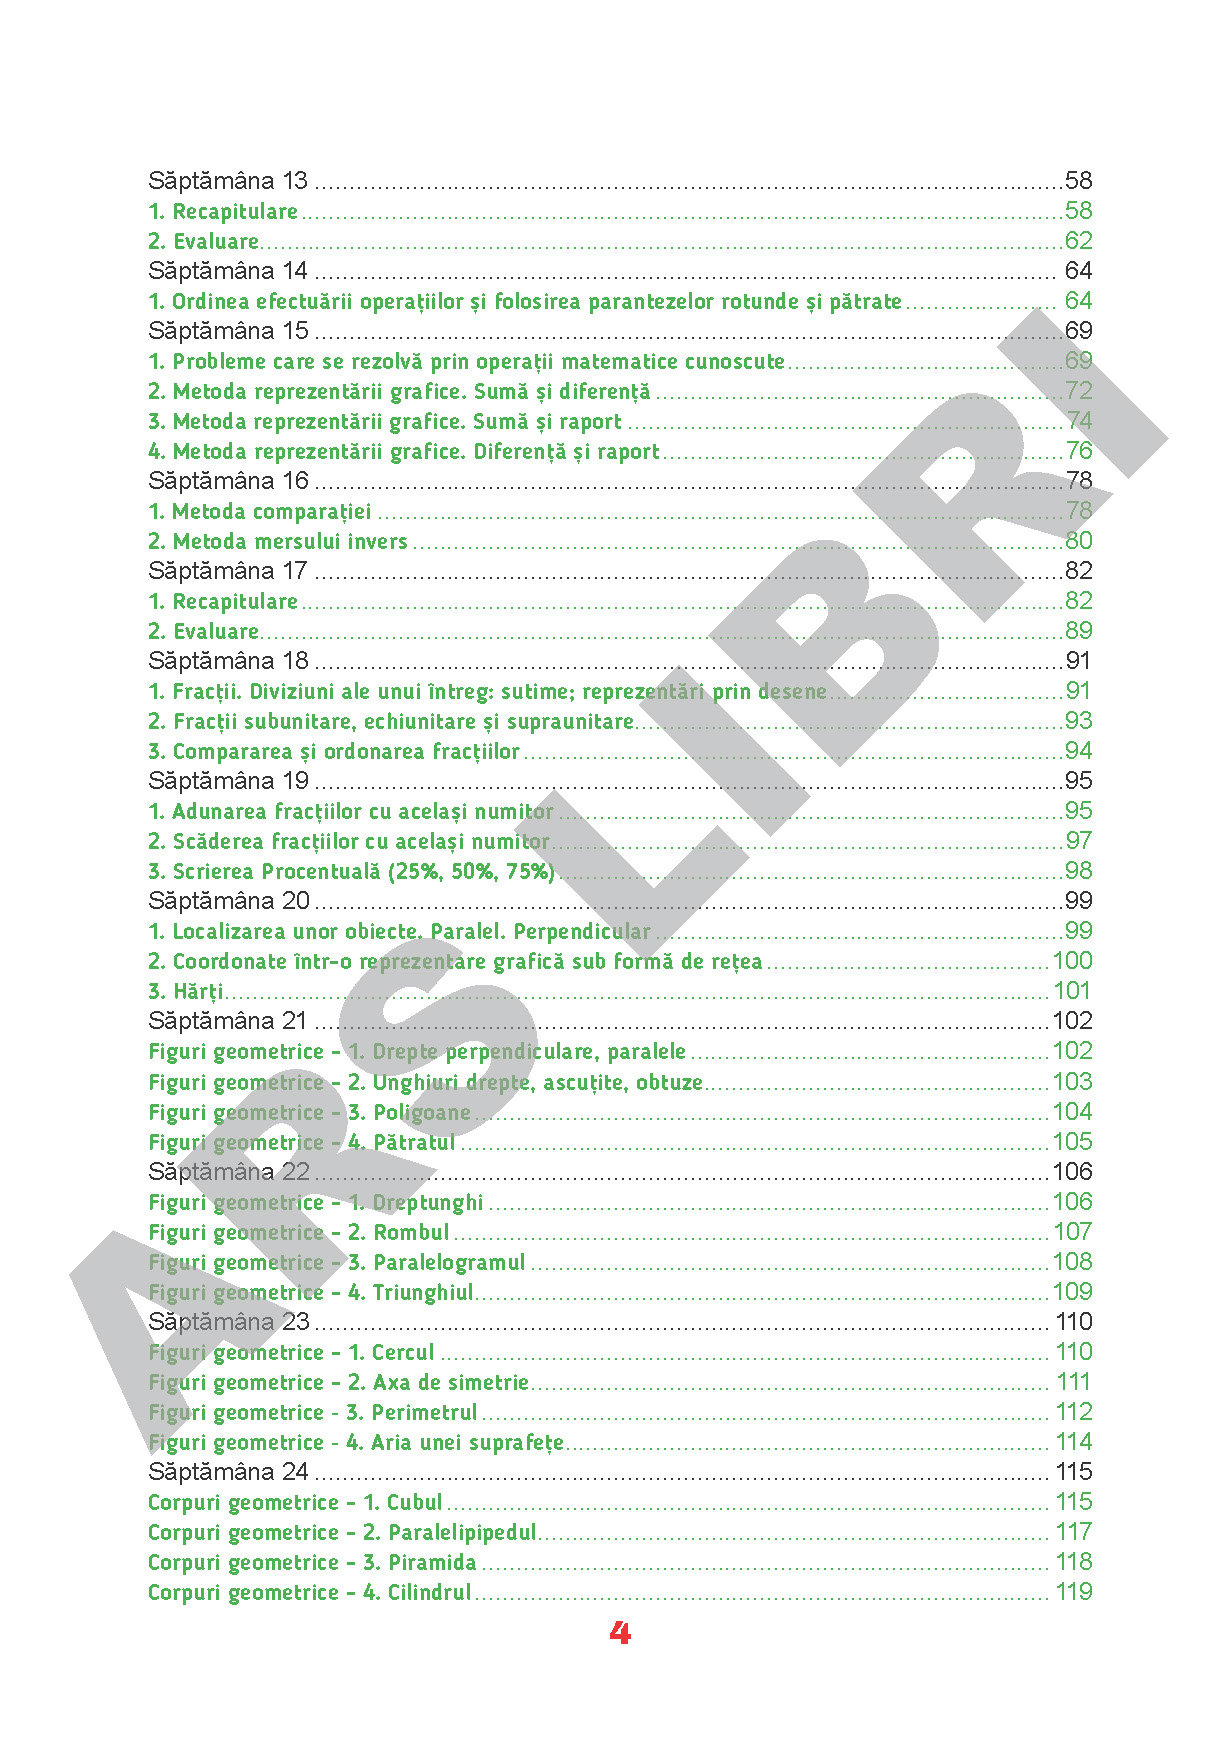 Săptămâna 13 ........ 58
1. Recapitulare ........ 58
2. Evaluare ........ 62
Săptămâna 14 ........ 64
1. Ordinea efectuării operațiilor și folosirea parantezelor rotunde și pătrate ........ 64
Săptămâna 15 ........ 69
1. Probleme care se rezolvă prin operații matematice cunoscute ........ 69
2. Metoda reprezentării grafice. Sumă și diferență ........ 72
3. Metoda reprezentării grafice. Sumă și raport ........ 74
4. Metoda reprezentării grafice. Diferență și raport ........ 76
Săptămâna 16 ........ 78
1. Metoda comparației ........ 78
2. Metoda mersului invers ........ 80
Săptămâna 17 ........ 82
1. Recapitulare ........ 82
2. Evaluare ........ 89
Săptămâna 18 ........ 91
1. Fracții. Diviziuni ale unui întreg: sutime; reprezentări prin desene ........ 91
2. Fracții subunitare, echiunitare și supraunitare ........ 93
3. Compararea și ordonarea fracțiilor ........ 94
Săptămâna 19 ........ 95
1. Adunarea fracțiilor cu același numitor ........ 95
2. Scăderea fracțiilor cu același numitor ........ 97
3. Scrierea Procentuală (25%, 50%, 75%) ........ 98
Săptămâna 20 ........ 99
1. Localizarea unor obiecte. Paralel. Perpendicular ........ 99
2. Coordonate într-o reprezentare grafică sub formă de rețea ........ 100
3. Hărți ........ 101
Săptămâna 21 ........ 102
Figuri geometrice - 1. Drepte perpendiculare, paralele ........ 102
Figuri geometrice - 2. Unghiuri drepte, ascuțite, obtuze ........ 103
Figuri geometrice - 3. Poligoane ........ 104
Figuri geometrice - 4. Pătratul ........ 105
Săptămâna 22 ........ 106
Figuri geometrice - 1. Dreptunghi ........ 106
Figuri geometrice - 2. Rombul ........ 107
Figuri geometrice - 3. Paralelogramul ........ 108
Figuri geometrice - 4. Triunghiul ........ 109
Săptămâna 23 ........ 110
Figuri geometrice - 1. Cercul ........ 110
Figuri geometrice - 2. Axa de simetrie ........ 111
Figuri geometrice - 3. Perimetrul ........ 112
Figuri geometrice - 4. Aria unei suprafețe ........ 114
Săptămâna 24 ........ 115
Corpuri geometrice - 1. Cubul ........ 115
Corpuri geometrice - 2. Paralelipipedul ........ 117
Corpuri geometrice - 3. Piramida ........ 118
Corpuri geometrice - 4. Cilindrul ........ 119
4
ARS LIBRI